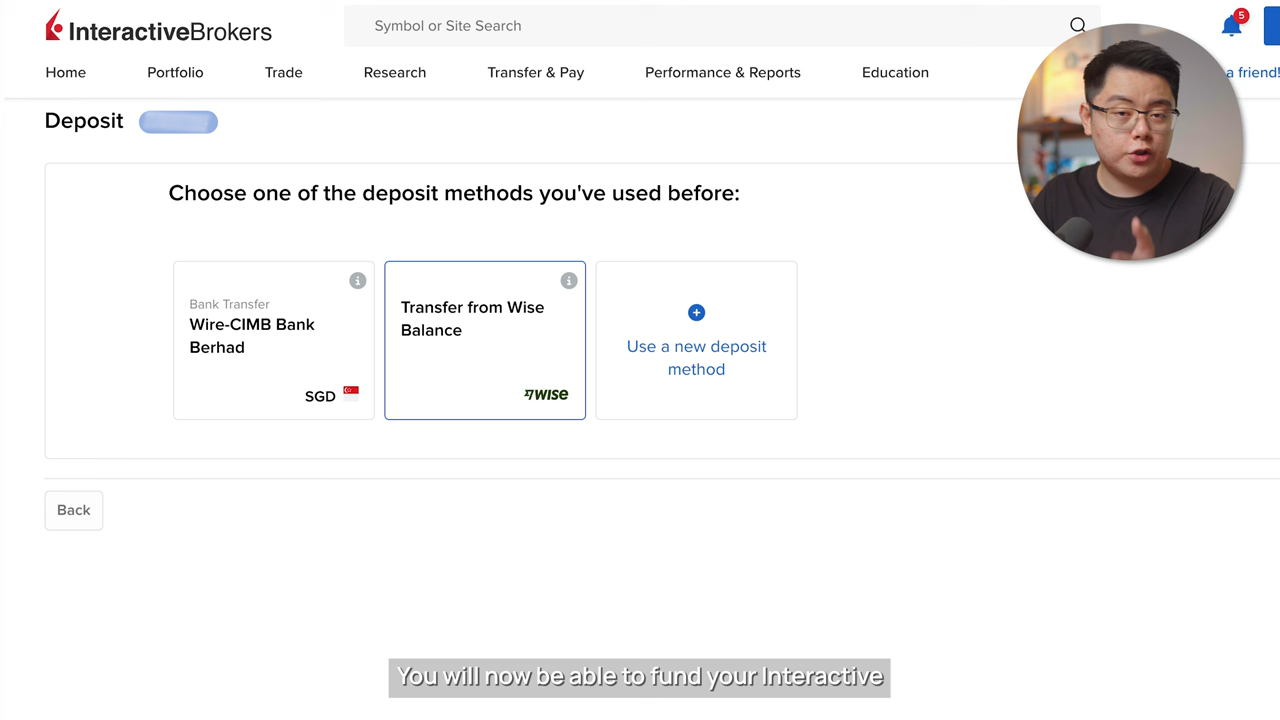 InteractiveBrokers
Symbol or Site Search
5
Home Portfolio Trade Research Transfer & Pay Performance & Reports Education a friend!
Deposit
Choose one of the deposit methods you've used before:
Bank Transfer
Wire-CIMB Bank
Berhad
SGD
Transfer from Wise
Balance
WISE
Use a new deposit
method
Back
You will now be able to fund your Interactive